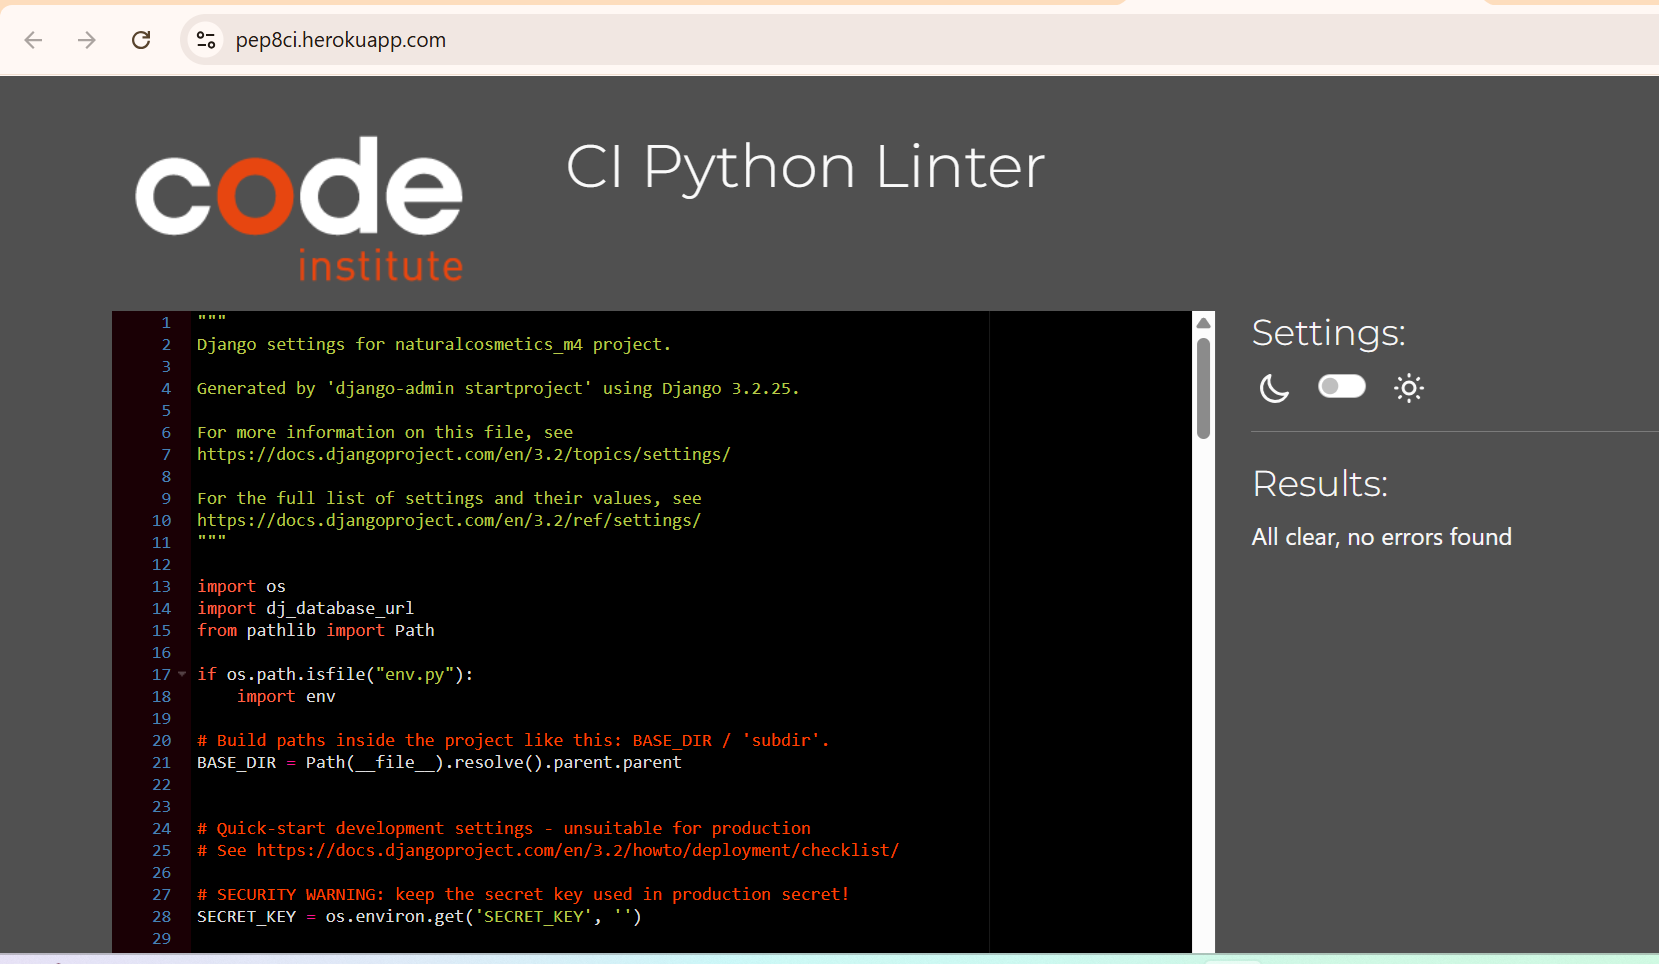 pep8ci.herokuapp.com
code
institute
CI Python Linter
1 """
2 Django settings for naturalcosmetics_m4 project.
3
4 Generated by 'django-admin startproject' using Django 3.2.25.
5
6 For more information on this file, see
7 https://docs.djangoproject.com/en/3.2/topics/settings/
8
9 For the full list of settings and their values, see
10 https://docs.djangoproject.com/en/3.2/ref/settings/
11 """
12
13 import os
14 import dj_database_url
15 from pathlib import Path
16
17 if os.path.isfile("env.py"):
18     import env
19
20 # Build paths inside the project like this: BASE_DIR / 'subdir'.
21 BASE_DIR = Path(__file__).resolve().parent.parent
22
23
24 # Quick-start development settings - unsuitable for production
25 # See https://docs.djangoproject.com/en/3.2/howto/deployment/checklist/
26
27 # SECURITY WARNING: keep the secret key used in production secret!
28 SECRET_KEY = os.environ.get('SECRET_KEY', '')
29
Settings:
Results:
All clear, no errors found